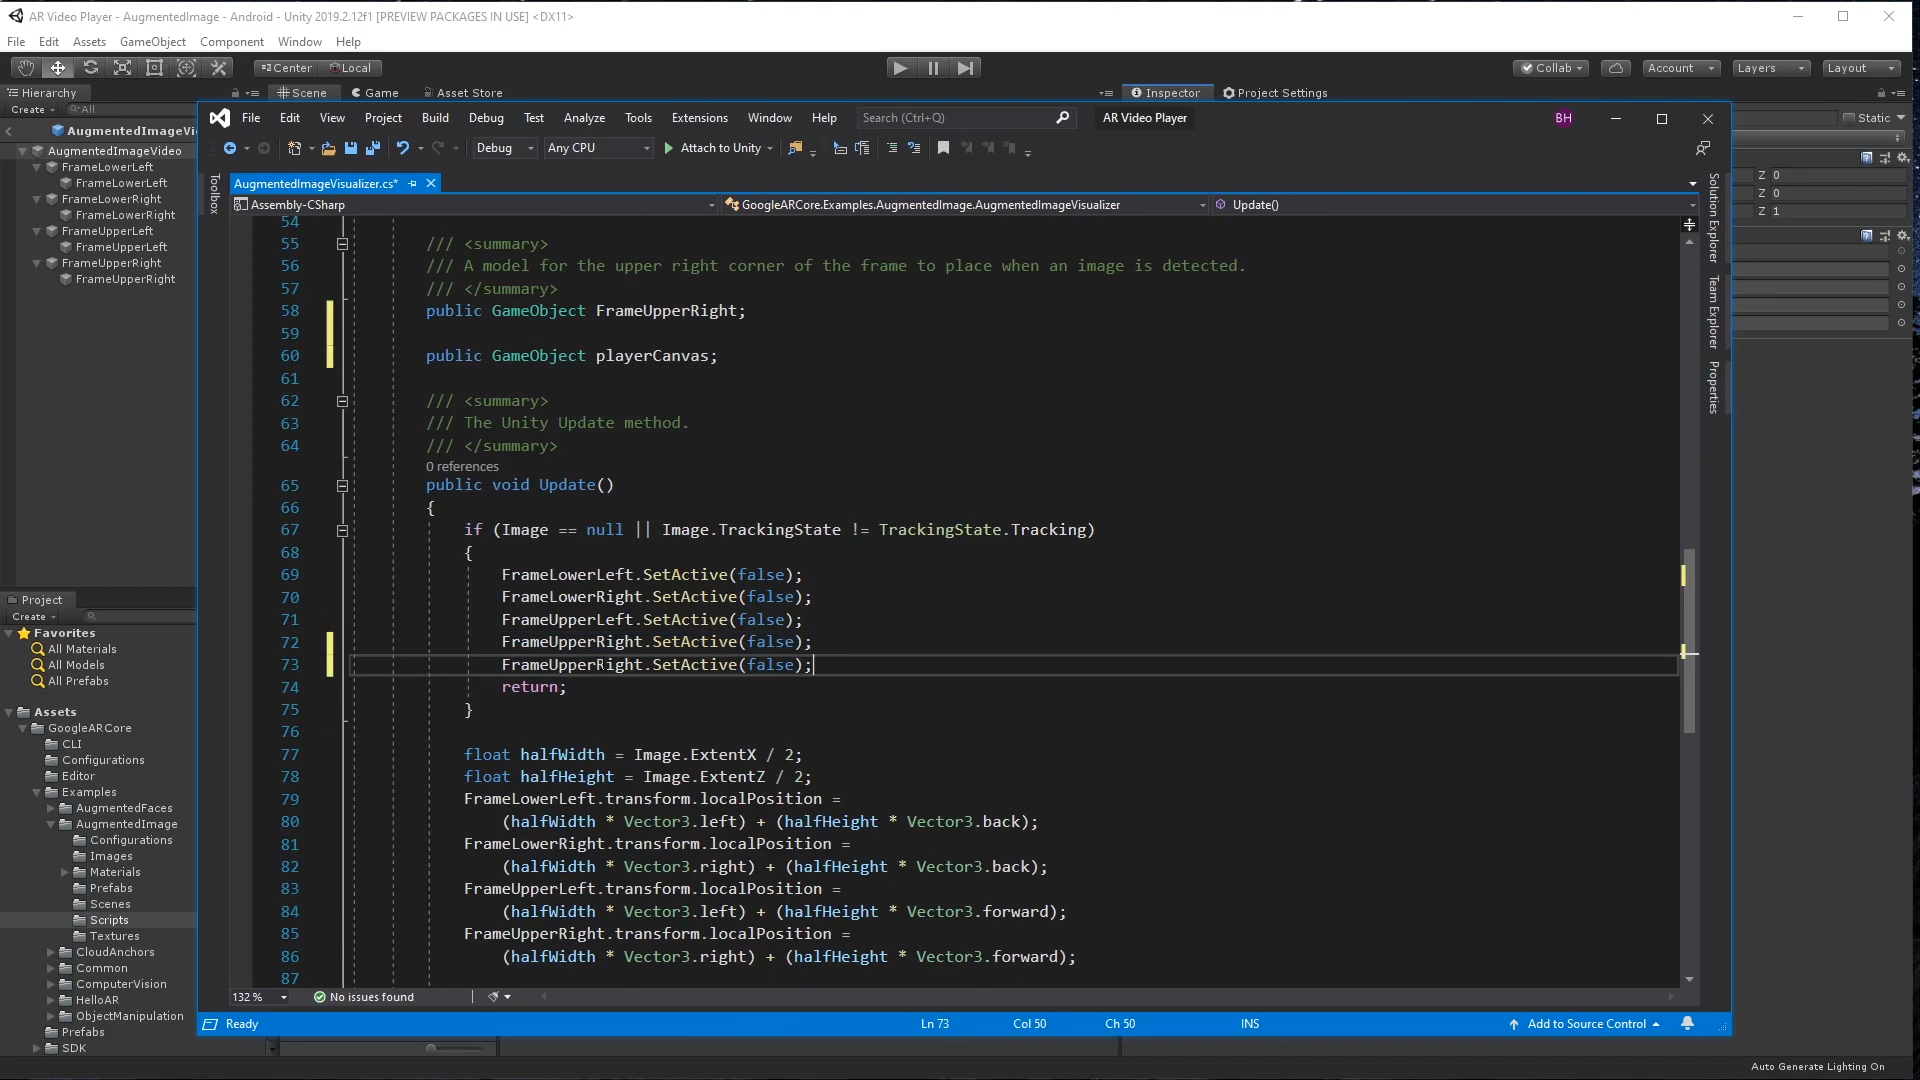 AR Video Player - AugmentedImage - Android - Unity 2019.2.12f1 [PREVIEW PACKAGES IN USE] <DX11>
File Edit Assets GameObject Component Window Help
Center Local Collab Account Layers Layout
Hierarchy Scene Game Asset Store Inspector Project Settings
Create All
AugmentedImageVi
AugmentedImageVideo
FrameLowerLeft
FrameLowerLeft
FrameLowerRight
FrameLowerRight
FrameUpperLeft
FrameUpperLeft
FrameUpperRight
FrameUpperRight
Project
Create
Favorites
All Materials
All Models
All Prefabs
Assets
GoogleARCore
CLI
Configurations
Editor
Examples
AugmentedFaces
AugmentedImage
Configurations
Images
Materials
Prefabs
Scenes
Scripts
Textures
CloudAnchors
Common
ComputerVision
HelloAR
ObjectManipulation
Prefabs
SDK
File Edit View Project Build Debug Test Analyze Tools Extensions Window Help Search (Ctrl+Q) AR Video Player BH
Debug Any CPU Attach to Unity
Toolbox
AugmentedImageVisualizer.cs*
Assembly-CSharp GoogleARCore.Examples.AugmentedImage.AugmentedImageVisualizer Update()
54
55 /// <summary>
56 /// A model for the upper right corner of the frame to place when an image is detected.
57 /// </summary>
58 public GameObject FrameUpperRight;
59
60 public GameObject playerCanvas;
61
62 /// <summary>
63 /// The Unity Update method.
64 /// </summary>
0 references
65 public void Update()
66 {
67 if (Image == null || Image.TrackingState != TrackingState.Tracking)
68 {
69 FrameLowerLeft.SetActive(false);
70 FrameLowerRight.SetActive(false);
71 FrameUpperLeft.SetActive(false);
72 FrameUpperRight.SetActive(false);
73 FrameUpperRight.SetActive(false);
74 return;
75 }
76
77 float halfWidth = Image.ExtentX / 2;
78 float halfHeight = Image.ExtentZ / 2;
79 FrameLowerLeft.transform.localPosition =
80 (halfWidth * Vector3.left) + (halfHeight * Vector3.back);
81 FrameLowerRight.transform.localPosition =
82 (halfWidth * Vector3.right) + (halfHeight * Vector3.back);
83 FrameUpperLeft.transform.localPosition =
84 (halfWidth * Vector3.left) + (halfHeight * Vector3.forward);
85 FrameUpperRight.transform.localPosition =
86 (halfWidth * Vector3.right) + (halfHeight * Vector3.forward);
87
132 % No issues found
Ready Ln 73 Col 50 Ch 50 INS Add to Source Control
Solution Explorer
Team Explorer
Properties
Static
Z 0
Z 0
Z 1
Auto Generate Lighting On